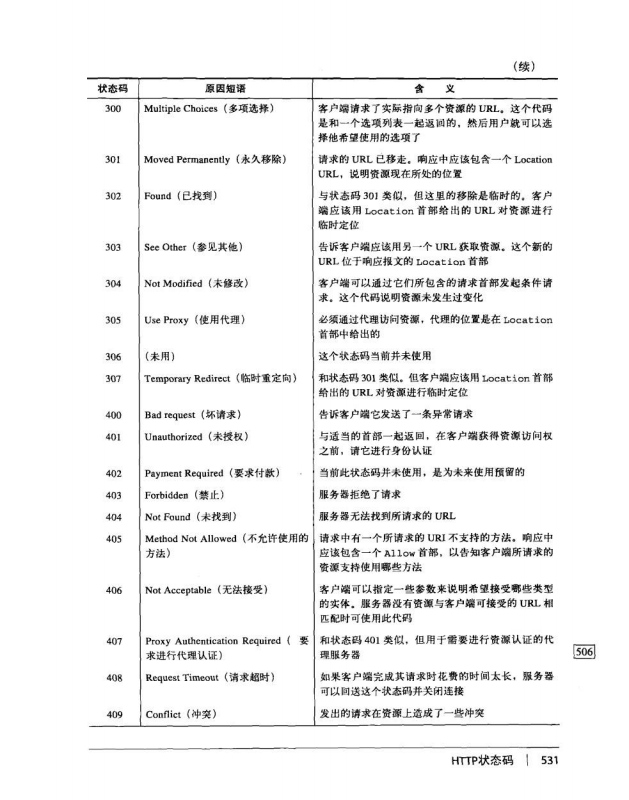 （续）
状态码 原因短语 含 义
300 Multiple Choices（多项选择） 客户端请求了实际指向多个资源的 URL。这个代码
是和一个选项列表一起返回的，然后用户就可以选
择他希望使用的选项了
301 Moved Permanently（永久移除） 请求的 URL 已移走。响应中应该包含一个 Location
URL，说明资源现在所处的位置
302 Found（已找到） 与状态码 301 类似，但这里的移除是临时的。客户
端应该用 Location 首部给出的 URL 对资源进行
临时定位
303 See Other（参见其他） 告诉客户端应该用另一个 URL 获取资源。这个新的
URL 位于响应报文的 Location 首部
304 Not Modified（未修改） 客户端可以通过它们所包含的请求首部发起条件请
求。这个代码说明资源未发生过变化
305 Use Proxy（使用代理） 必须通过代理访问资源，代理的位置是在 Location
首部中给出的
306 （未用） 这个状态码当前并未使用
307 Temporary Redirect（临时重定向） 和状态码 301 类似。但客户端应该用 Location 首部
给出的 URL 对资源进行临时定位
400 Bad request（坏请求） 告诉客户端它发送了一条异常请求
401 Unauthorized（未授权） 与适当的首部一起返回，在客户端获得资源访问权
之前，请它进行身份认证
402 Payment Required（要求付款） 当前此状态码并未使用，是为未来使用预留的
403 Forbidden（禁止） 服务器拒绝了请求
404 Not Found（未找到） 服务器无法找到所请求的 URL
405 Method Not Allowed（不允许使用的 请求中有一个所请求的 URI 不支持的方法。响应中
方法） 应该包含一个 Allow 首部，以告知客户端所请求的
资源支持使用哪些方法
406 Not Acceptable（无法接受） 客户端可以指定一些参数来说明希望接受哪些类型
的实体。服务器没有资源与客户端可接受的 URL 相
匹配时可使用此代码
407 Proxy Authentication Required（ 要 和状态码 401 类似，但用于需要进行资源认证的代
求进行代理认证） 理服务器
506
408 Request Timeout（请求超时） 如果客户端完成其请求时花费的时间太长，服务器
可以回送这个状态码并关闭连接
409 Conflict（冲突） 发出的请求在资源上造成了一些冲突
HTTP状态码 | 531